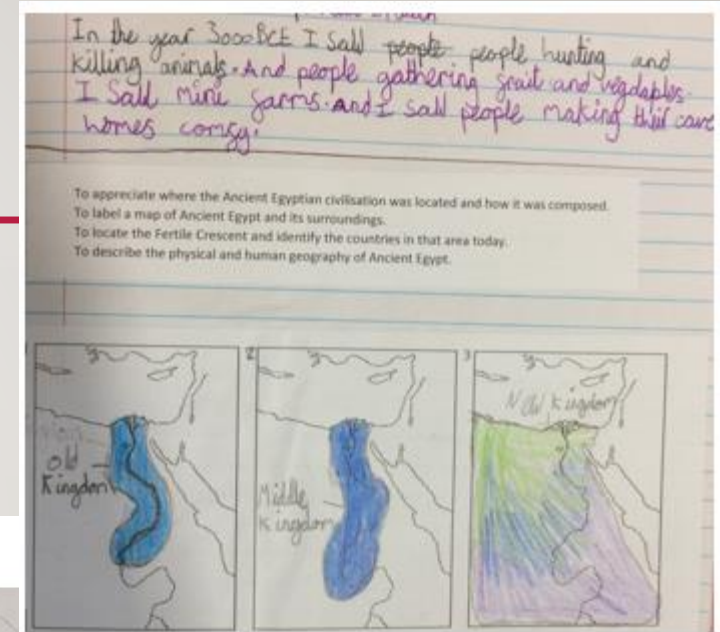 In the year 3000BCE I Sall people people hunting and
killing animals. And people gathering fruit and vegdables.
I Sall mini farms. And I sall people making their cave
homes comsy.
To appreciate where the Ancient Egyptian civilisation was located and how it was composed.
To label a map of Ancient Egypt and its surroundings.
To locate the Fertile Crescent and identify the countries in that area today.
To describe the physical and human geography of Ancient Egypt.
2 3
New Kingdom
old
Kingdom
Middle
Kingdom